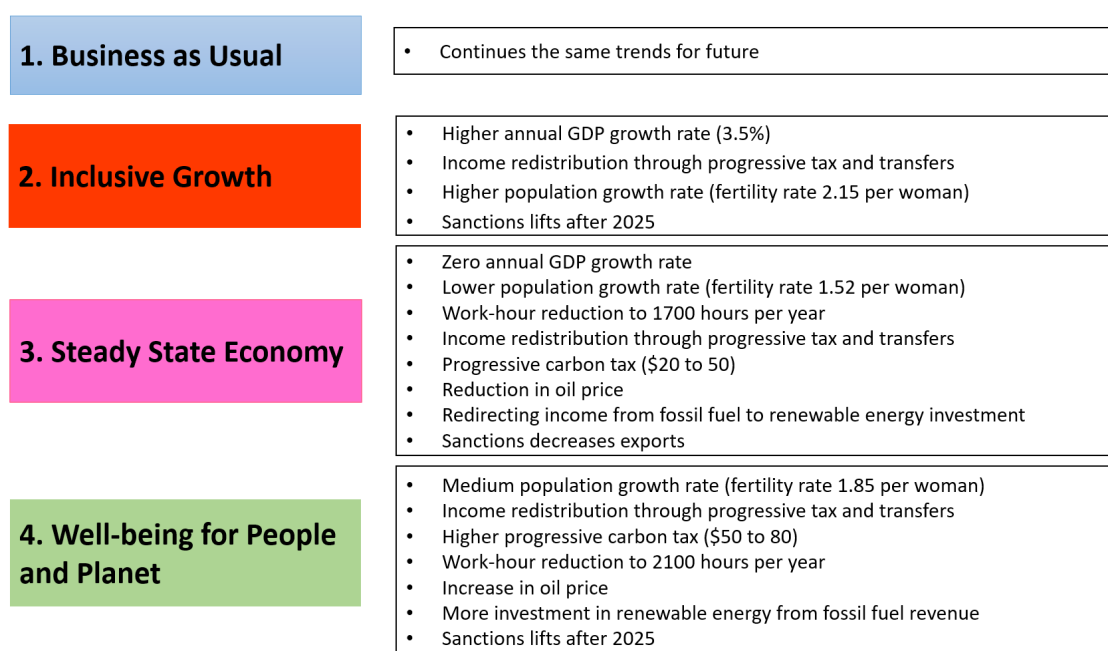 1. Business as Usual
• Continues the same trends for future
2. Inclusive Growth
• Higher annual GDP growth rate (3.5%)
• Income redistribution through progressive tax and transfers
• Higher population growth rate (fertility rate 2.15 per woman)
• Sanctions lifts after 2025
3. Steady State Economy
• Zero annual GDP growth rate
• Lower population growth rate (fertility rate 1.52 per woman)
• Work-hour reduction to 1700 hours per year
• Income redistribution through progressive tax and transfers
• Progressive carbon tax ($20 to 50)
• Reduction in oil price
• Redirecting income from fossil fuel to renewable energy investment
• Sanctions decreases exports
4. Well-being for People
and Planet
• Medium population growth rate (fertility rate 1.85 per woman)
• Income redistribution through progressive tax and transfers
• Higher progressive carbon tax ($50 to 80)
• Work-hour reduction to 2100 hours per year
• Increase in oil price
• More investment in renewable energy from fossil fuel revenue
• Sanctions lifts after 2025